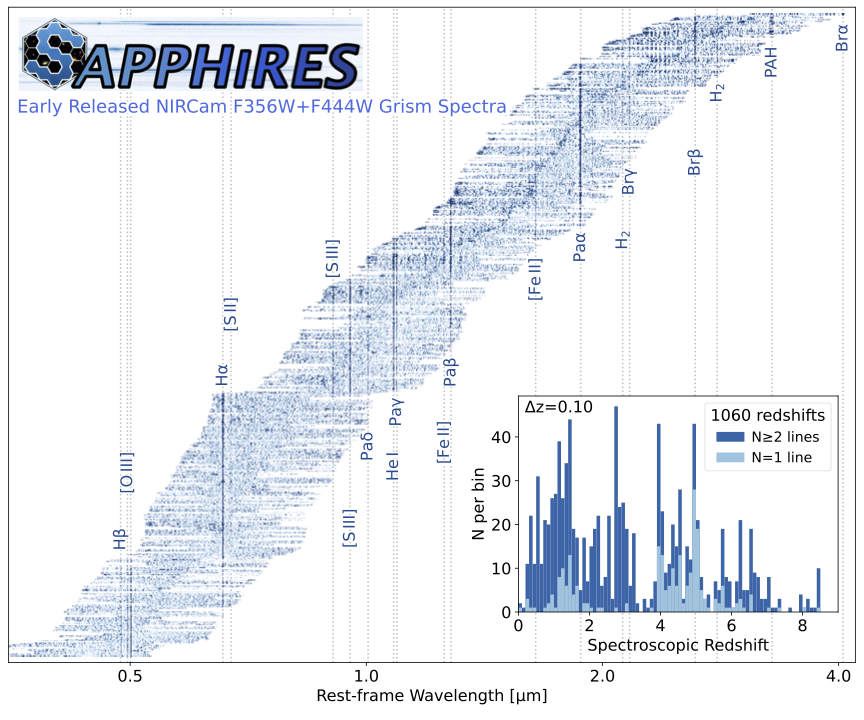 SAPPHiRES
Early Released NIRCam F356W+F444W Grism Spectra
Brα
PAH
H₂
Brβ
Brγ
H₂
Paα
[Fe II]
[S III]
[S II]
Hα
Paβ
Paγ
Paδ
He I
[Fe II]
[O III]
[S III]
Hβ
Δz=0.10
1060 redshifts
N≥2 lines
N=1 line
N per bin
40
30
20
10
0
0 2 4 6 8
Spectroscopic Redshift
0.5 1.0 2.0 4.0
Rest-frame Wavelength [μm]